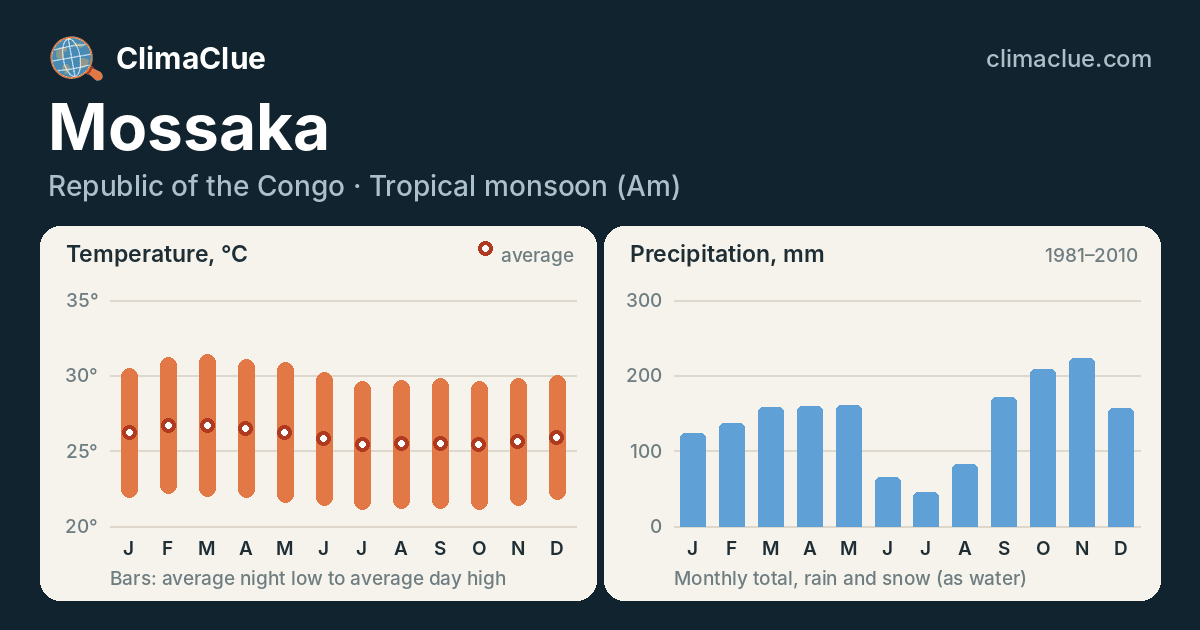 ClimaClue
climaclue.com
Mossaka
Republic of the Congo · Tropical monsoon (Am)
Temperature, °C
average
35°
30°
25°
20°
J F M A M J J A S O N D
Bars: average night low to average day high
Precipitation, mm
1981–2010
300
200
100
0
J F M A M J J A S O N D
Monthly total, rain and snow (as water)